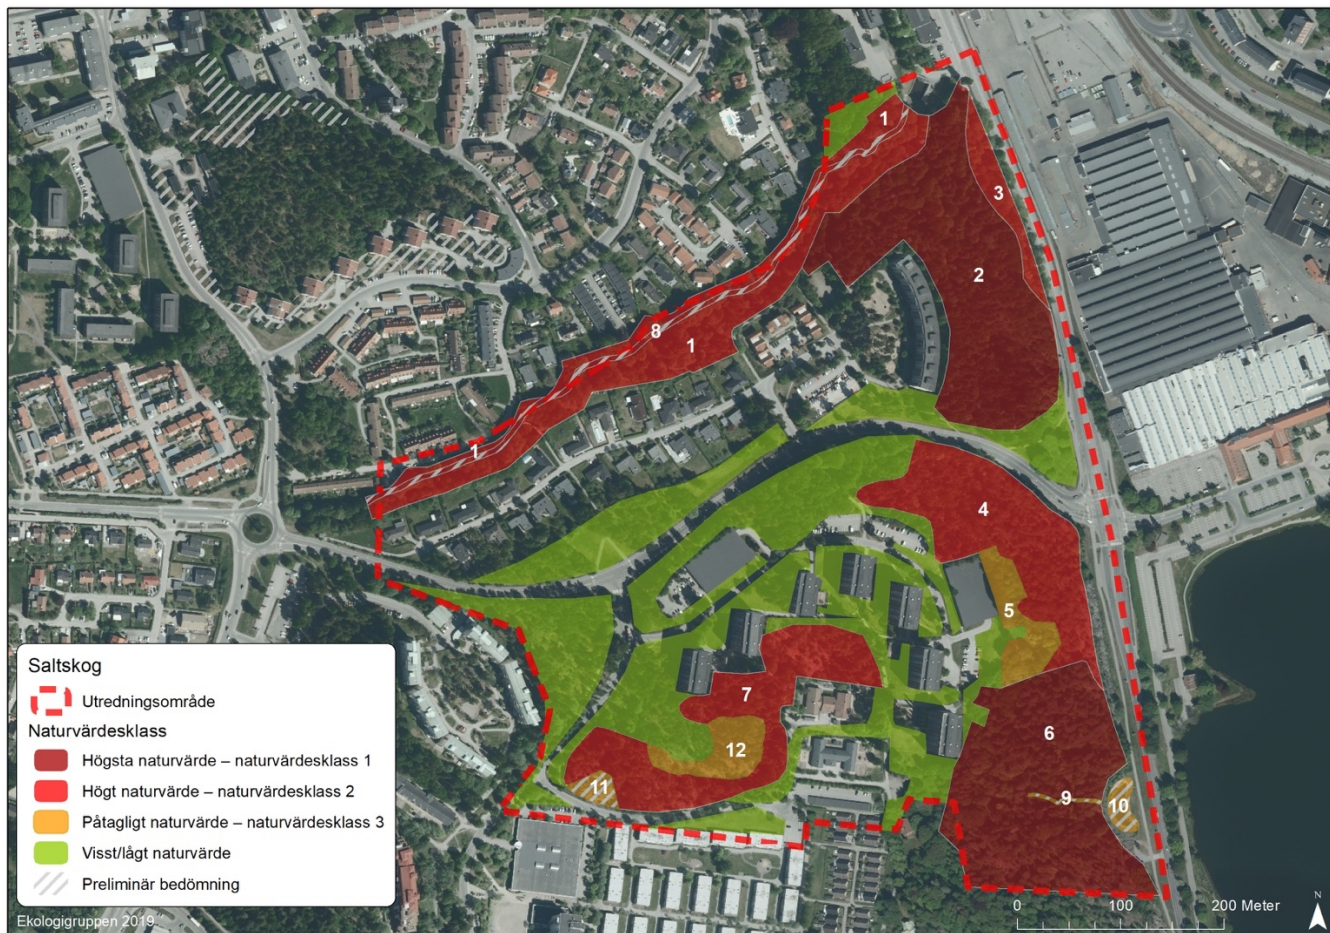 1
3
2
8
1
1
4
5
7
6
12
11
9
10
Saltskog
Utredningsområde
Naturvärdesklass
Högsta naturvärde – naturvärdesklass 1
Högt naturvärde – naturvärdesklass 2
Påtagligt naturvärde – naturvärdesklass 3
Visst/lågt naturvärde
Preliminär bedömning
Ekologigruppen 2019
0 100 200 Meter
N